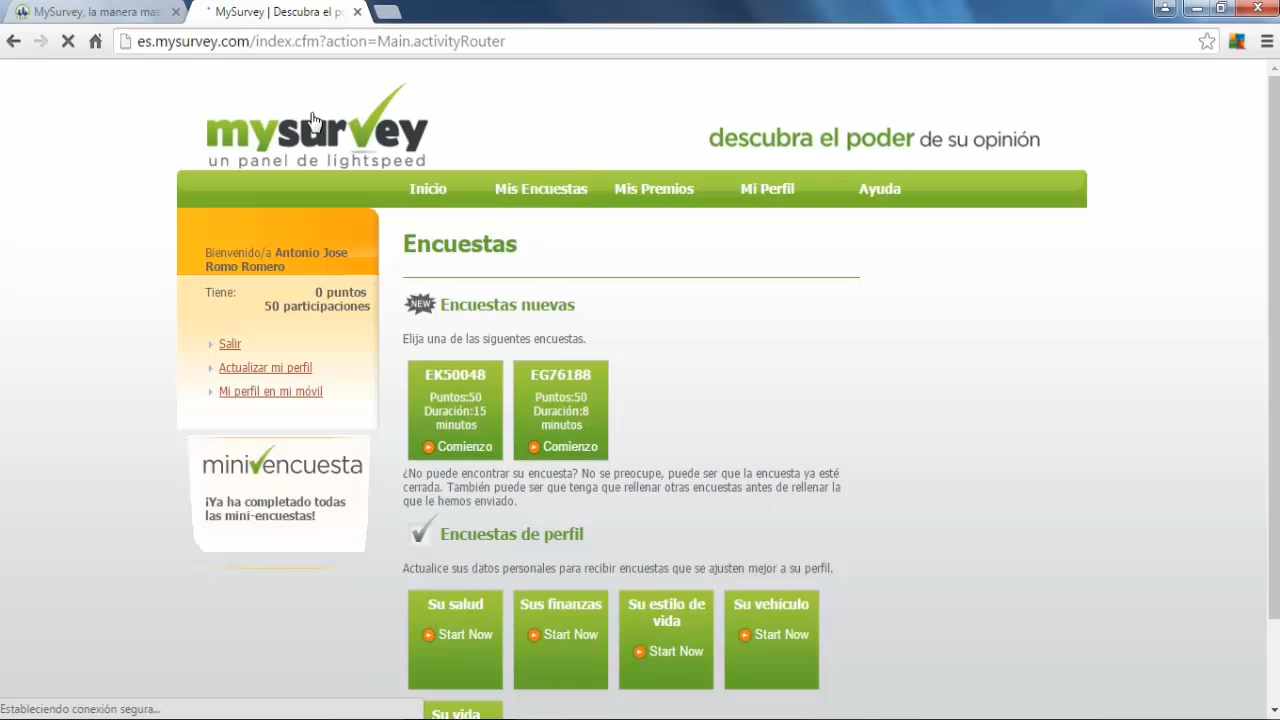 MySurvey, la manera mas
MySurvey | Descubra el p
es.mysurvey.com/index.cfm?action=Main.activityRouter
mysurvey
un panel de lightspeed
descubra el poder de su opinión
Inicio Mis Encuestas Mis Premios Mi Perfil Ayuda
Bienvenido/a Antonio Jose
Romo Romero
Tiene: 0 puntos
50 participaciones
Salir
Actualizar mi perfil
Mi perfil en mi móvil
miniencuesta
¡Ya ha completado todas
las mini-encuestas!
Encuestas
NEW Encuestas nuevas
Elija una de las siguentes encuestas.
EK50048
Puntos:50
Duración:15
minutos
Comienzo
EG76188
Puntos:50
Duración:8
minutos
Comienzo
¿No puede encontrar su encuesta? No se preocupe, puede ser que la encuesta ya esté
cerrada. También puede ser que tenga que rellenar otras encuestas antes de rellenar la
que le hemos enviado.
Encuestas de perfil
Actualice sus datos personales para recibir encuestas que se ajusten mejor a su perfil.
Su salud
Start Now
Sus finanzas
Start Now
Su estilo de
vida
Start Now
Su vehículo
Start Now
Su vida
Estableciendo conexión segura...